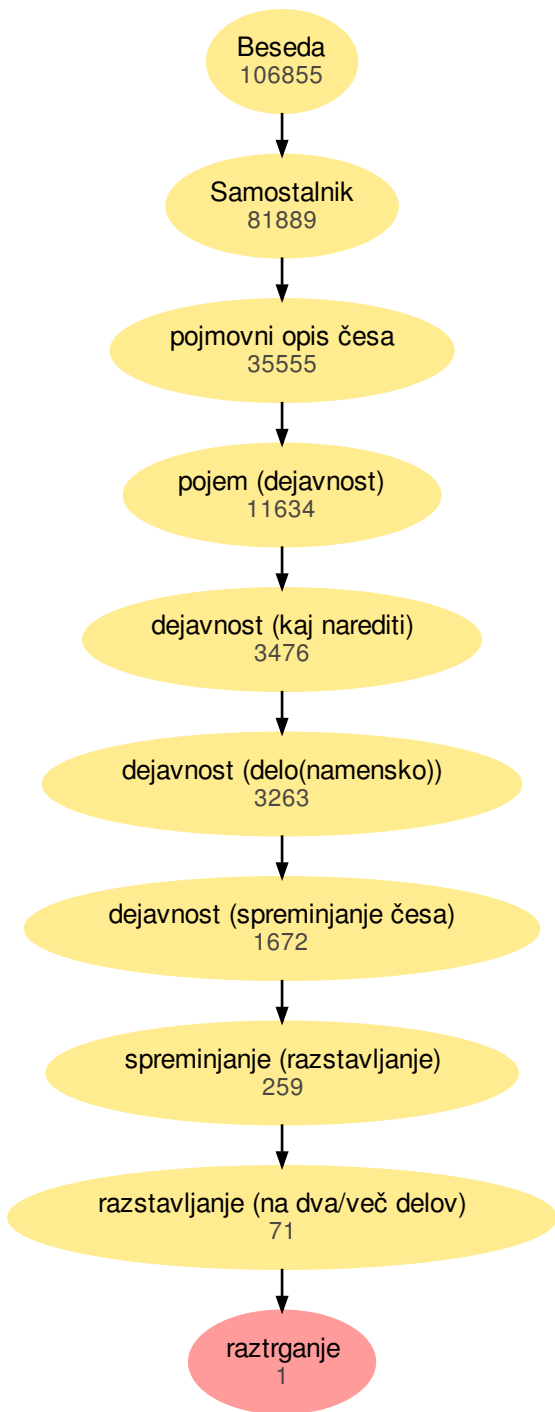 Beseda
106855
Samostalnik
81889
pojmovni opis česa
35555
pojem (dejavnost)
11634
dejavnost (kaj narediti)
3476
dejavnost (delo(namensko))
3263
dejavnost (spreminjanje česa)
1672
spreminjanje (razstavljanje)
259
razstavljanje (na dva/več delov)
71
raztrganje
1